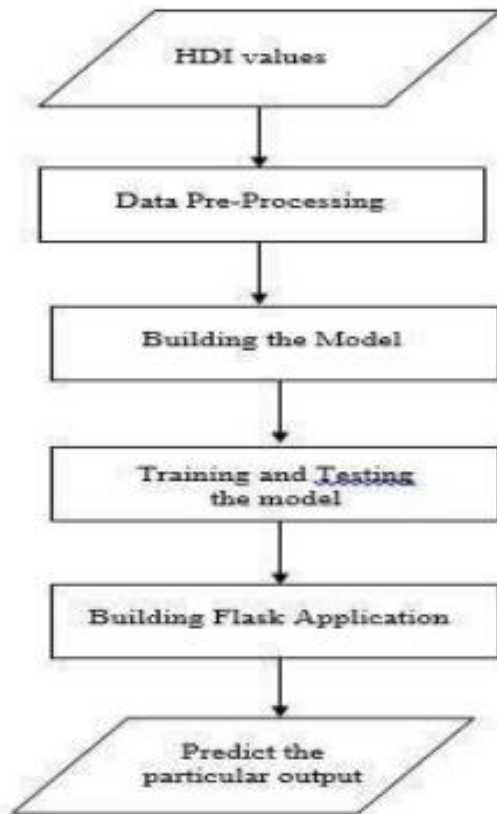 HDI values
Data Pre-Processing
Building the Model
Training and Testing
the model
Building Flask Application
Predict the
particular output